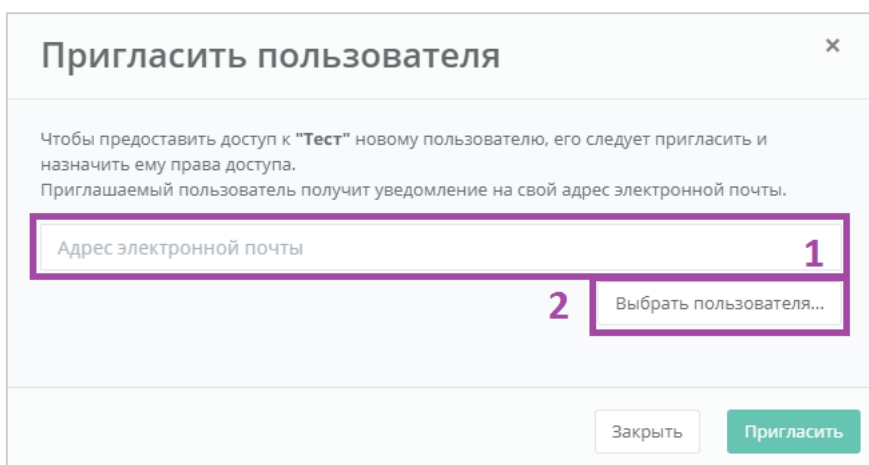 Пригласить пользователя
×
Чтобы предоставить доступ к "Тест" новому пользователю, его следует пригласить и
назначить ему права доступа.
Приглашаемый пользователь получит уведомление на свой адрес электронной почты.
Адрес электронной почты 1
2 Выбрать пользователя...
Закрыть Пригласить